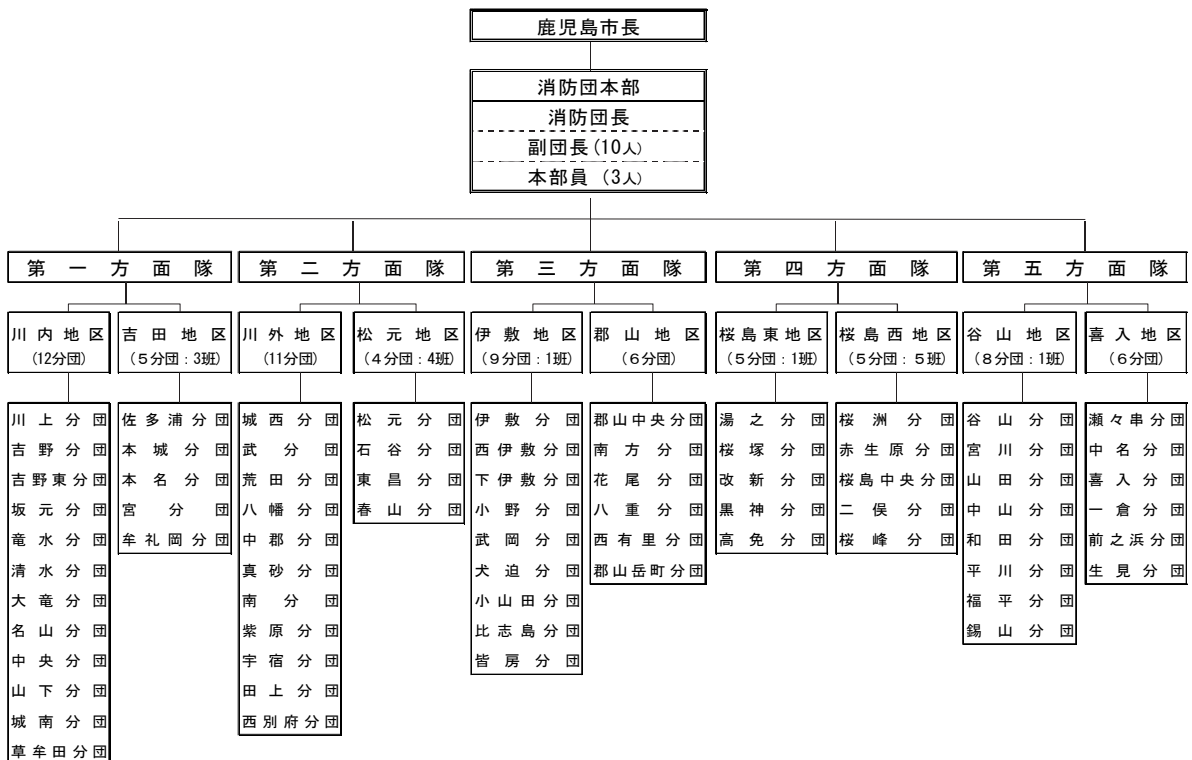 鹿児島市長
消防団本部
消防団長
副団長(10人)
本部員 (3人)
第一方面隊
第二方面隊
第三方面隊
第四方面隊
第五方面隊
川内地区
(12分団)
川上分団
吉野分団
吉野東分団
坂元分団
竜水分団
清水分団
大竜分団
名山分団
中央分団
山下分団
城南分団
草牟田分団
吉田地区
(5分団:3班)
佐多浦分団
本城分団
本名分団
宮分団
牟礼岡分団
川外地区
(11分団)
城西分団
武分団
荒田分団
八幡分団
中郡分団
真砂分団
南分団
紫原分団
宇宿分団
田上分団
西別府分団
松元地区
(4分団:4班)
松元分団
石谷分団
東昌分団
春山分団
伊敷地区
(9分団:1班)
伊敷分団
西伊敷分団
下伊敷分団
小野分団
武岡分団
犬迫分団
小山田分団
比志島分団
皆房分団
郡山地区
(6分団)
郡山中央分団
南方分団
花尾分団
八重分団
西有里分団
郡山岳町分団
桜島東地区
(5分団:1班)
湯之分団
桜塚分団
改新分団
黒神分団
高免分団
桜島西地区
(5分団:5班)
桜洲分団
赤生原分団
桜島中央分団
二俣分団
桜峰分団
谷山地区
(8分団:1班)
谷山分団
宮川分団
山田分団
中山分団
和田分団
平川分団
福平分団
錫山分団
喜入地区
(6分団)
瀬々串分団
中名分団
喜入分団
一倉分団
前之浜分団
生見分団